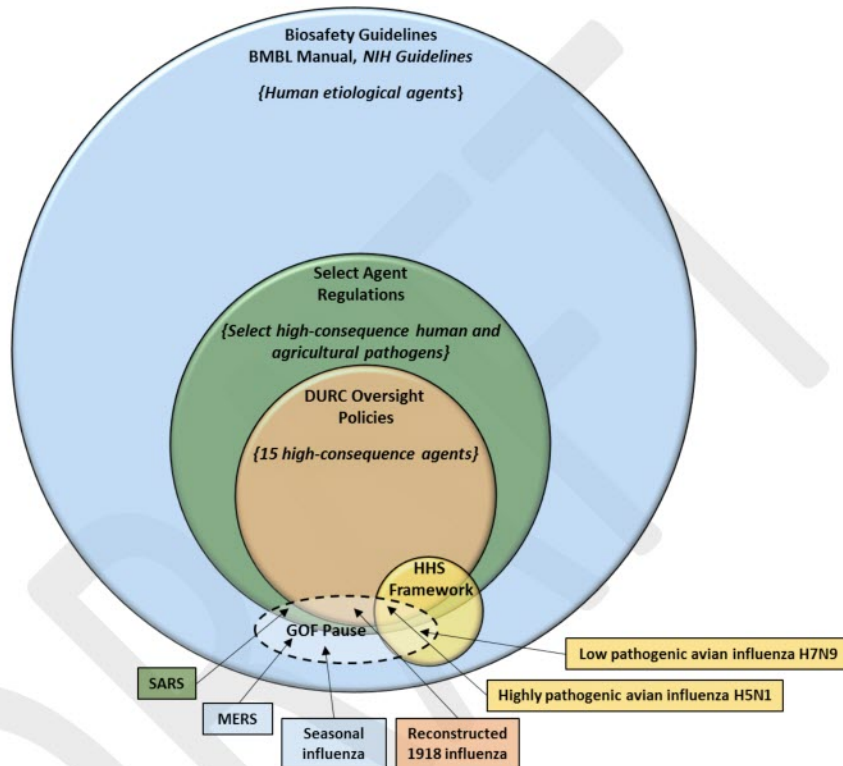 Biosafety Guidelines
BMBL Manual, NIH Guidelines
{Human etiological agents}
Select Agent
Regulations
{Select high-consequence human and
agricultural pathogens}
DURC Oversight
Policies
{15 high-consequence agents}
HHS
Framework
GOF Pause
Low pathogenic avian influenza H7N9
SARS
Highly pathogenic avian influenza H5N1
MERS
Seasonal
influenza
Reconstructed
1918 influenza